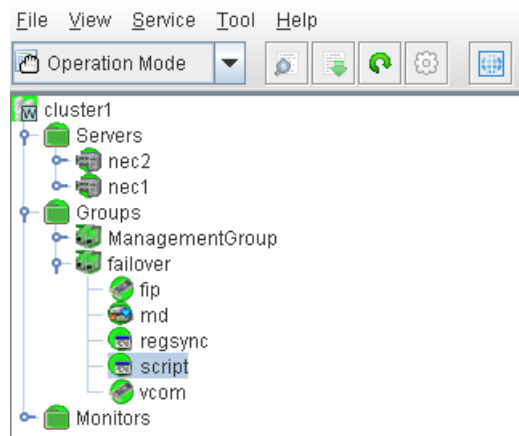 File View Service Tool Help
Operation Mode
cluster1
Servers
nec2
nec1
Groups
ManagementGroup
failover
fip
md
regsync
script
vcom
Monitors